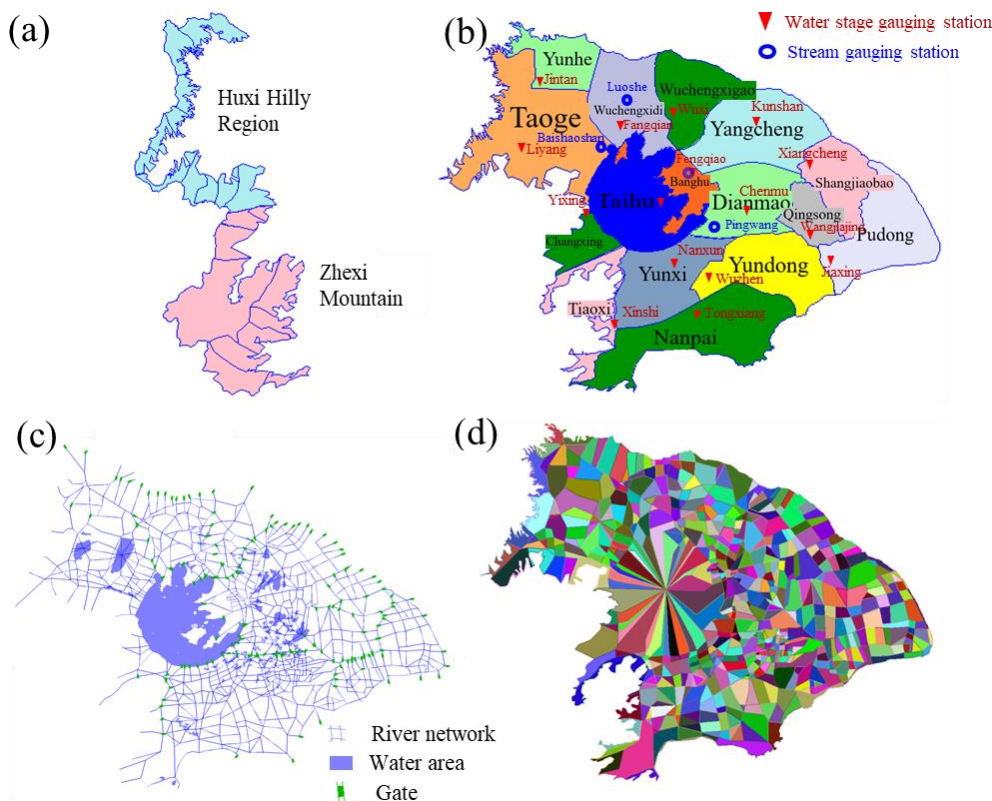 (a)
Huxi Hilly
Region
Zhexi
Mountain
(b)
Water stage gauging station
Stream gauging station
Yunhe
Jintan
Luoshe
Wuchengxigao
Wuchengxidi
Wuxi
Kunshan
Taoge
Fangqian
Yangcheng
Baishaoshan
Liyang
Xiangcheng
Fengqiao
Banghu
Shangjiaobao
Chenmu
Taihu
Dianmao
Yixing
Qingsong
Pingwang
Wangjiajing
Pudong
Changxing
Nanxun
Yunxi
Yundong
Jiaxing
Wuzhen
Tiaoxi
Xinshi
Tongxiang
Nanpai
(c)
River network
Water area
Gate
(d)